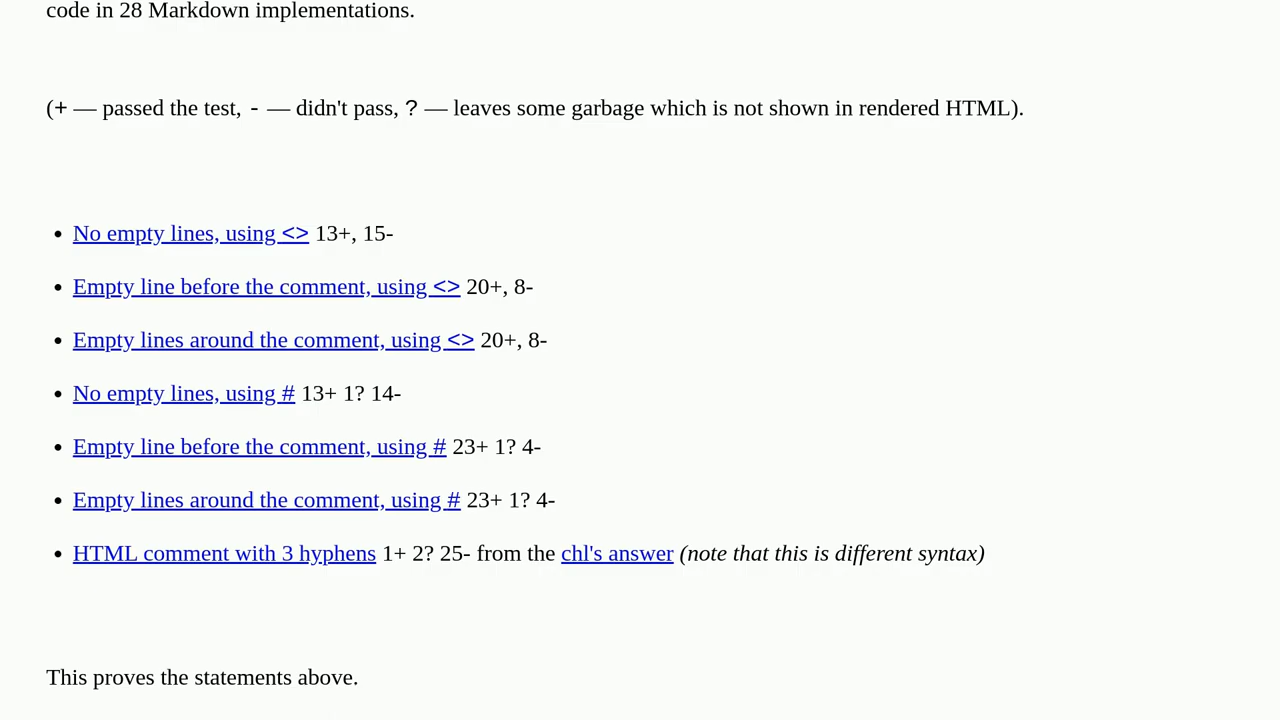 code in 28 Markdown implementations.
(+ — passed the test, - — didn't pass, ? — leaves some garbage which is not shown in rendered HTML).
• No empty lines, using <> 13+, 15-
• Empty line before the comment, using <> 20+, 8-
• Empty lines around the comment, using <> 20+, 8-
• No empty lines, using # 13+ 1? 14-
• Empty line before the comment, using # 23+ 1? 4-
• Empty lines around the comment, using # 23+ 1? 4-
• HTML comment with 3 hyphens 1+ 2? 25- from the chl's answer (note that this is different syntax)
This proves the statements above.